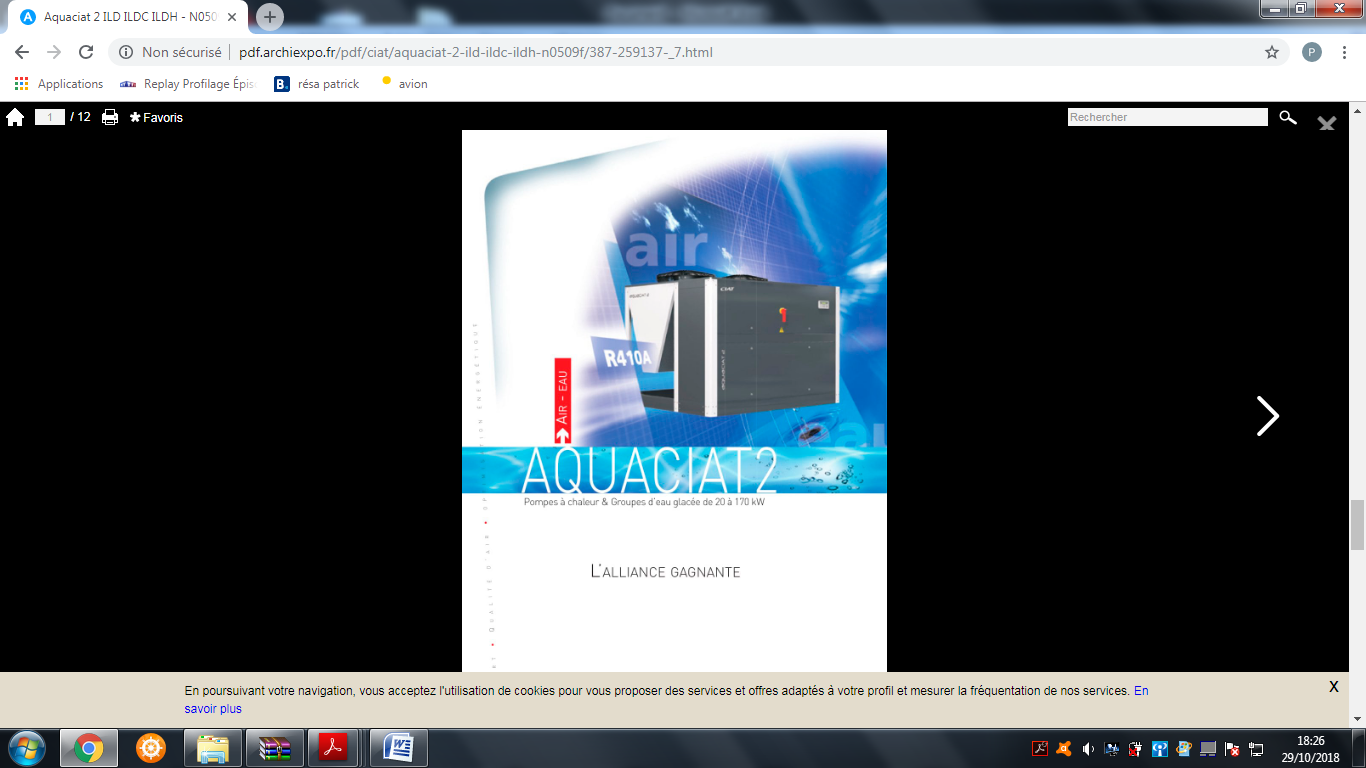 Aquaciat 2 ILD ILDC ILDH - N050
Non sécurisé
pdf.archiexpo.fr/pdf/ciat/aquaciat-2-ild-ildc-ildh-n0509f/387-259137-_7.html
P
Applications
Replay Profilage Épis
B.
résa patrick
avion
1 / 12
Favoris
Rechercher
air
AQUACIAT2
CIAT
R410A
AIR - EAU
eau
AQUACIAT2
Pompes à chaleur & Groupes d'eau glacée de 20 à 170 kW
L'ALLIANCE GAGNANTE
En poursuivant votre navigation, vous acceptez l'utilisation de cookies pour vous proposer des services et offres adaptés à votre profil et mesurer la fréquentation de nos services. En
savoir plus
X
18:26
29/10/2018